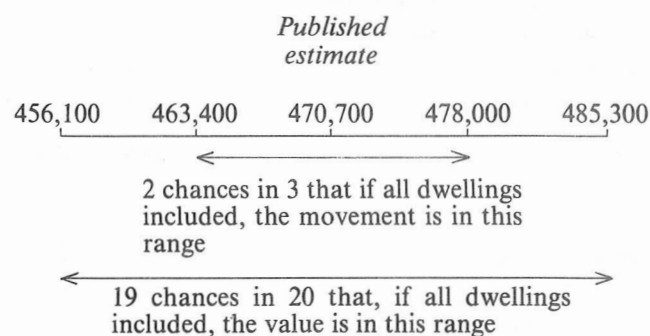 Published
estimate
456,100 463,400 470,700 478,000 485,300
2 chances in 3 that if all dwellings
included, the movement is in this
range
19 chances in 20 that, if all dwellings
included, the value is in this range